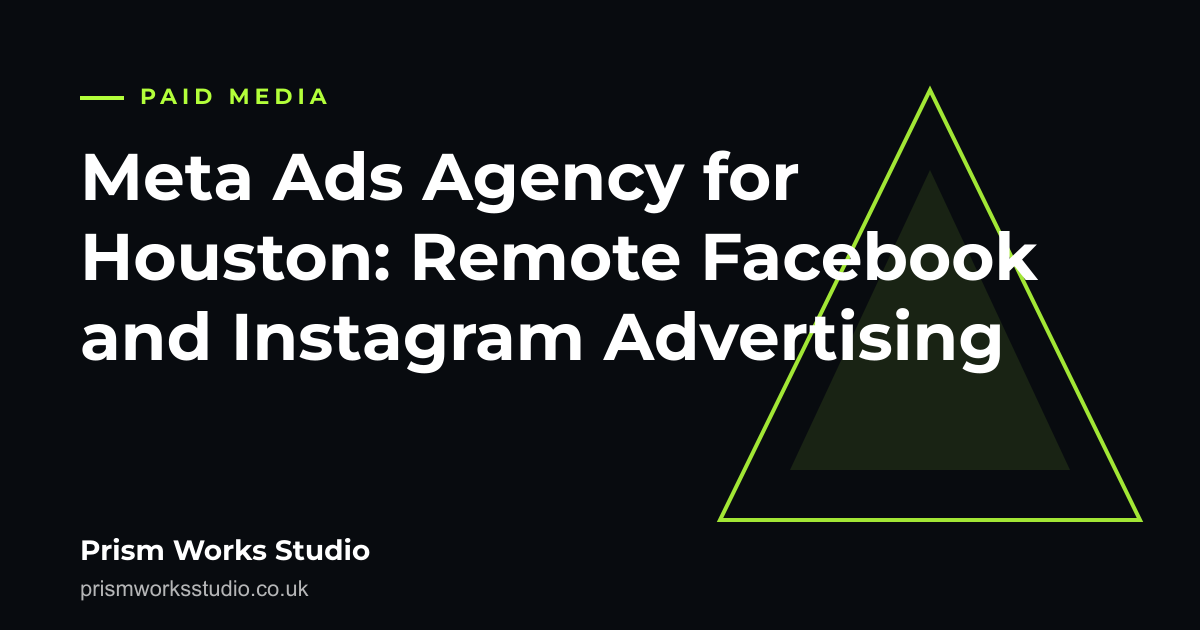 PAID MEDIA
Meta Ads Agency for
Houston: Remote Facebook
and Instagram Advertising
Prism Works Studio
prismworksstudio.co.uk